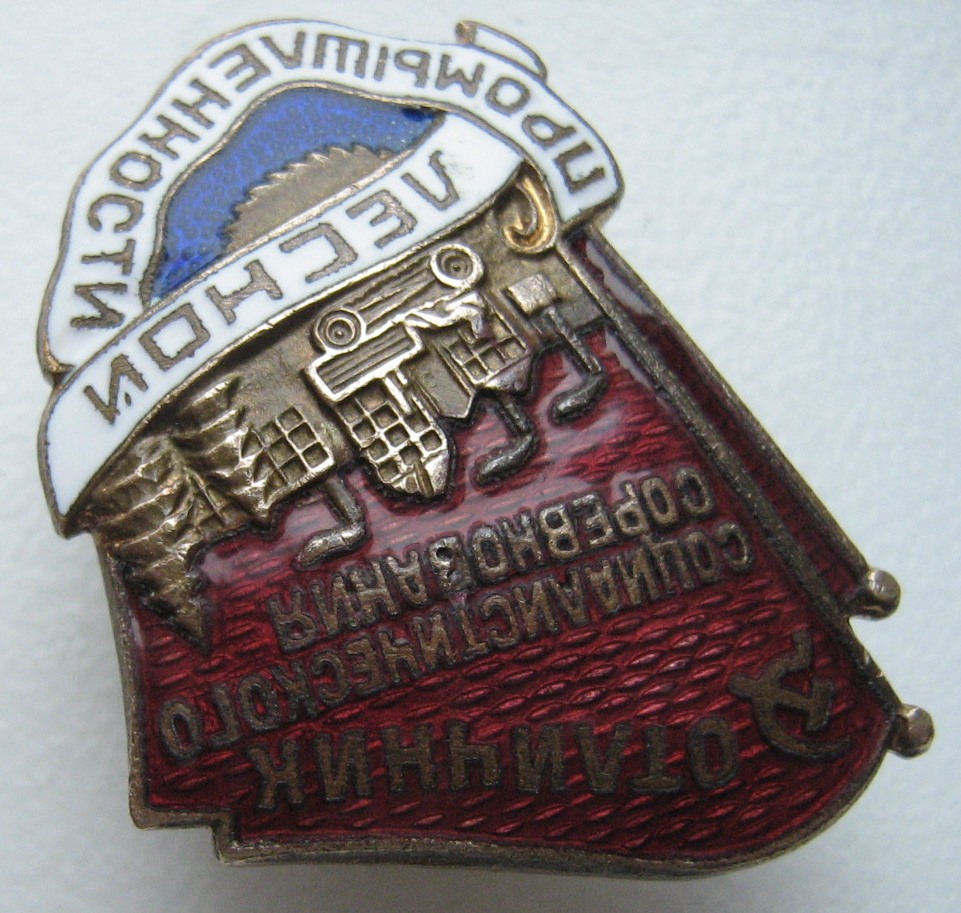 ОТЛИЧНИК
СОЦИАЛИСТИЧЕСКОГО
СОРЕВНОВАНИЯ
ЛЕСНОЙ
ПРОМЫШЛЕННОСТИ